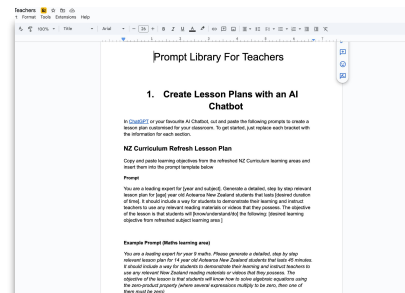 Teachers
Format Tools Extensions Help
100% Title Arial 26 B I U A
Prompt Library For Teachers
1. Create Lesson Plans with an AI
Chatbot
In ChatGPT or your favourite AI Chatbot, cut and paste the following prompts to create a
lesson plan customised for your classroom. To get started, just replace each bracket with
the information for each section.
NZ Curriculum Refresh Lesson Plan
Copy and paste learning objectives from the refreshed NZ Curriculum learning areas and
insert them into the prompt template below
Prompt
You are a leading expert for [year and subject]. Generate a detailed, step by step relevant
lesson plan for [age] year old Aotearoa New Zealand students that lasts [desired duration
of time]. It should include a way for students to demonstrate their learning and instruct
teachers to use any relevant reading materials or videos that they possess. The objective
of the lesson is that students will [know/understand/do] the following: [desired learning
objective from refreshed subject learning area ]
Example Prompt (Maths learning area)
You are a leading expert for year 9 maths. Please generate a detailed, step by step
relevant lesson plan for 14 year old Aotearoa New Zealand students that lasts 45 minutes.
It should include a way for students to demonstrate their learning and instruct teachers to
use any relevant New Zealand reading materials or videos that they possess. The
objective of the lesson is that students will know how to solve algebraic equations using
the zero-product property (where several expressions multiply to be zero, then one of
them must be zero)